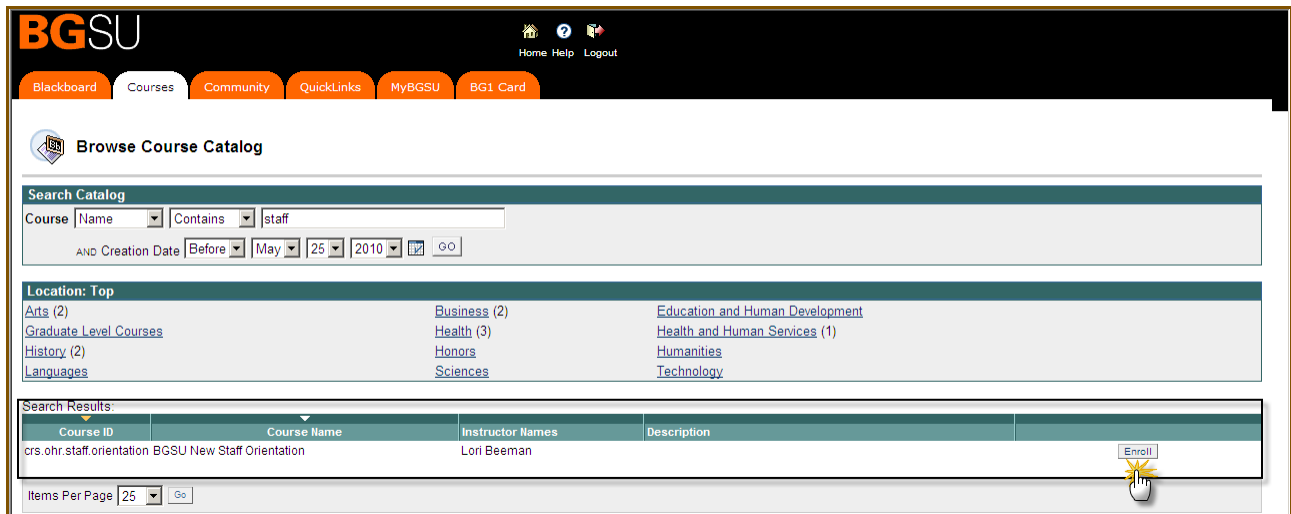 BGSU
Home Help Logout
Blackboard Courses Community QuickLinks MyBGSU BG1 Card
Bb
Browse Course Catalog
Search Catalog
Course Name Contains staff
AND Creation Date Before May 25 2010 GO
Location: Top
Arts (2) Business (2) Education and Human Development
Graduate Level Courses Health (3) Health and Human Services (1)
History (2) Honors Humanities
Languages Sciences Technology
Search Results:
Course ID Course Name Instructor Names Description
crs.ohr.staff.orientation BGSU New Staff Orientation Lori Beeman Enroll
Items Per Page 25 Go